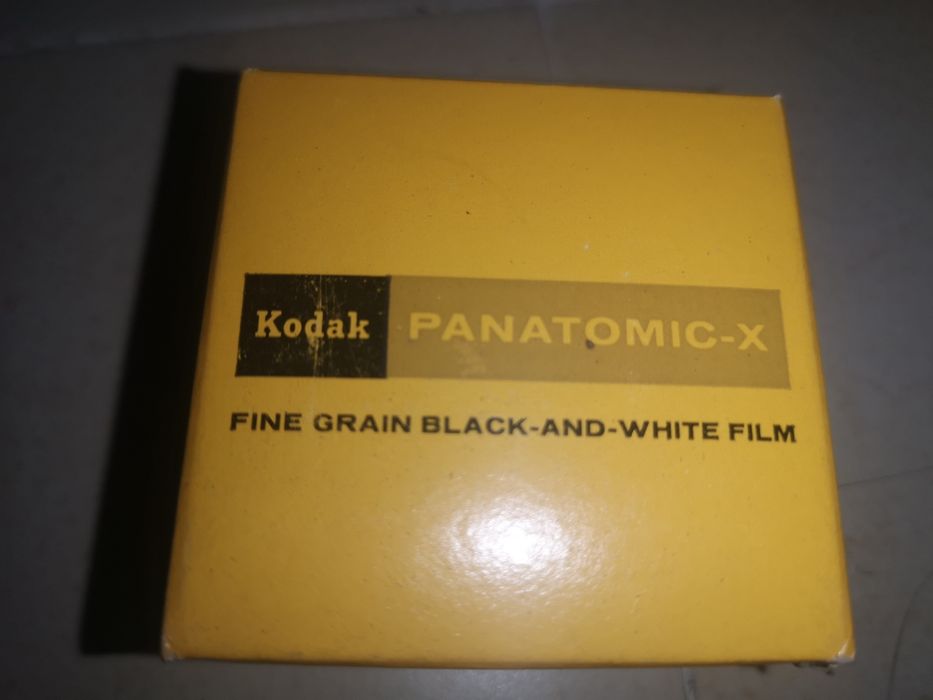 Kodak PANATOMIC-X
FINE GRAIN BLACK-AND-WHITE FILM